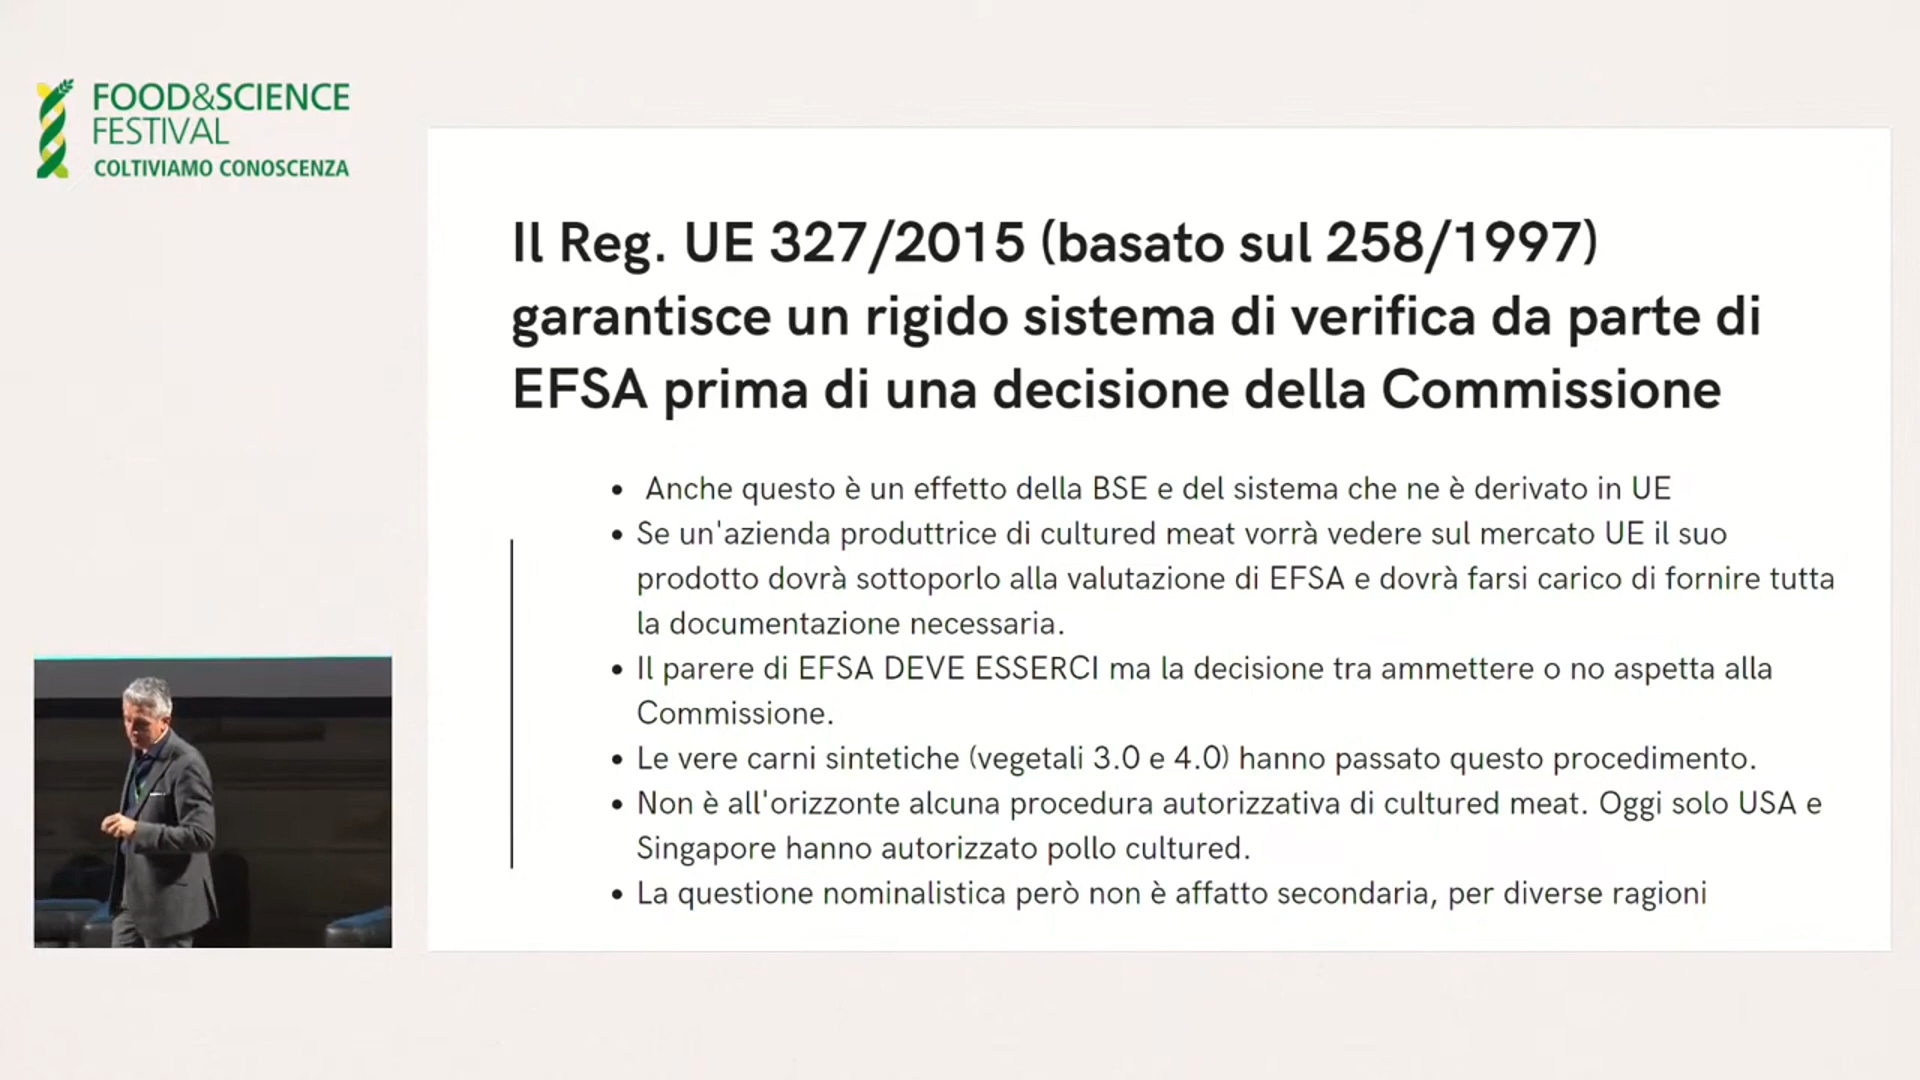 FOOD&SCIENCE
FESTIVAL
COLTIVIAMO CONOSCENZA
Il Reg. UE 327/2015 (basato sul 258/1997)
garantisce un rigido sistema di verifica da parte di
EFSA prima di una decisione della Commissione
• Anche questo è un effetto della BSE e del sistema che ne è derivato in UE
• Se un'azienda produttrice di cultured meat vorrà vedere sul mercato UE il suo
prodotto dovrà sottoporlo alla valutazione di EFSA e dovrà farsi carico di fornire tutta
la documentazione necessaria.
• Il parere di EFSA DEVE ESSERCI ma la decisione tra ammettere o no aspetta alla
Commissione.
• Le vere carni sintetiche (vegetali 3.0 e 4.0) hanno passato questo procedimento.
• Non è all'orizzonte alcuna procedura autorizzativa di cultured meat. Oggi solo USA e
Singapore hanno autorizzato pollo cultured.
• La questione nominalistica però non è affatto secondaria, per diverse ragioni